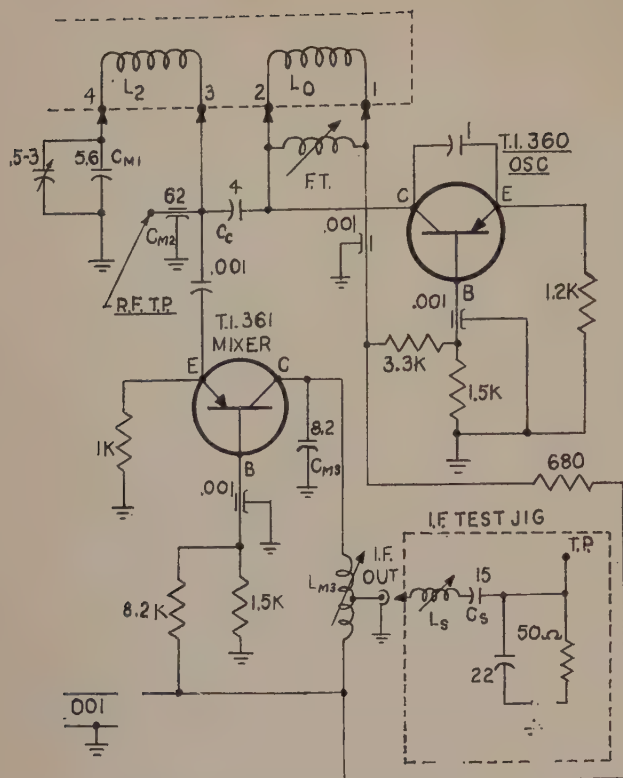 L2
LO
4
3
2
1
.5-3
5.6
CM1
F.T.
1
T.I. 360
OSC
62
CM2
4
CC
C
E
.001
R.F. T.P.
.001
B
.001
1.2K
T.I. 361
MIXER
3.3K
1.5K
E
C
1K
8.2
CM3
B
680
.001
I.F. TEST JIG
T.P.
I.F.
OUT
LM3
15
LS
CS
50Ω
22
8.2K
1.5K
001